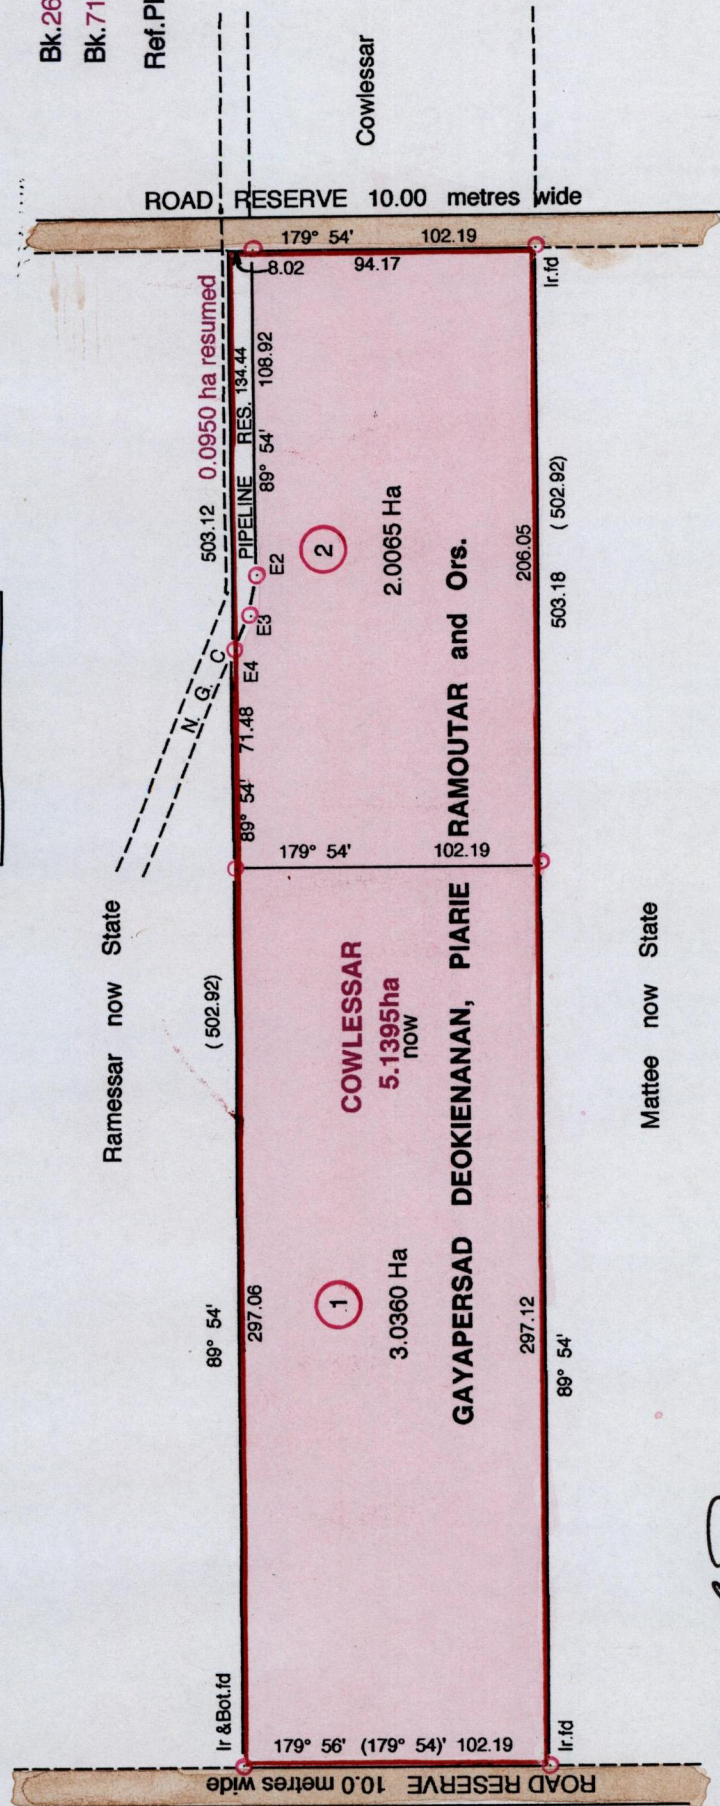 Bk.26
Bk.71
Ref.Pl
Cowlessar
ROAD RESERVE 10.00 metres wide
179° 54' 102.19
8.02 94.17
Ir.fd
0.0950 ha resumed
503.12
PIPELINE RES. 134.44
89° 54' 108.92
E2
E3
E4
N. G. C
2
2.0065 Ha
206.05
503.18 (502.92)
89° 54' 71.48
179° 54' 102.19
Ramessar now State
(502.92)
COWLESSAR
5.1395ha
now
GAYAPERSAD DEOKIENANAN, PIARIE RAMOUTAR and Ors.
Mattee now State
1
3.0360 Ha
89° 54'
297.06
297.12
89° 54'
Ir &Bot.fd
179° 56' (179° 54)' 102.19
Ir.fd
ROAD RESERVE 10.0 metres wide